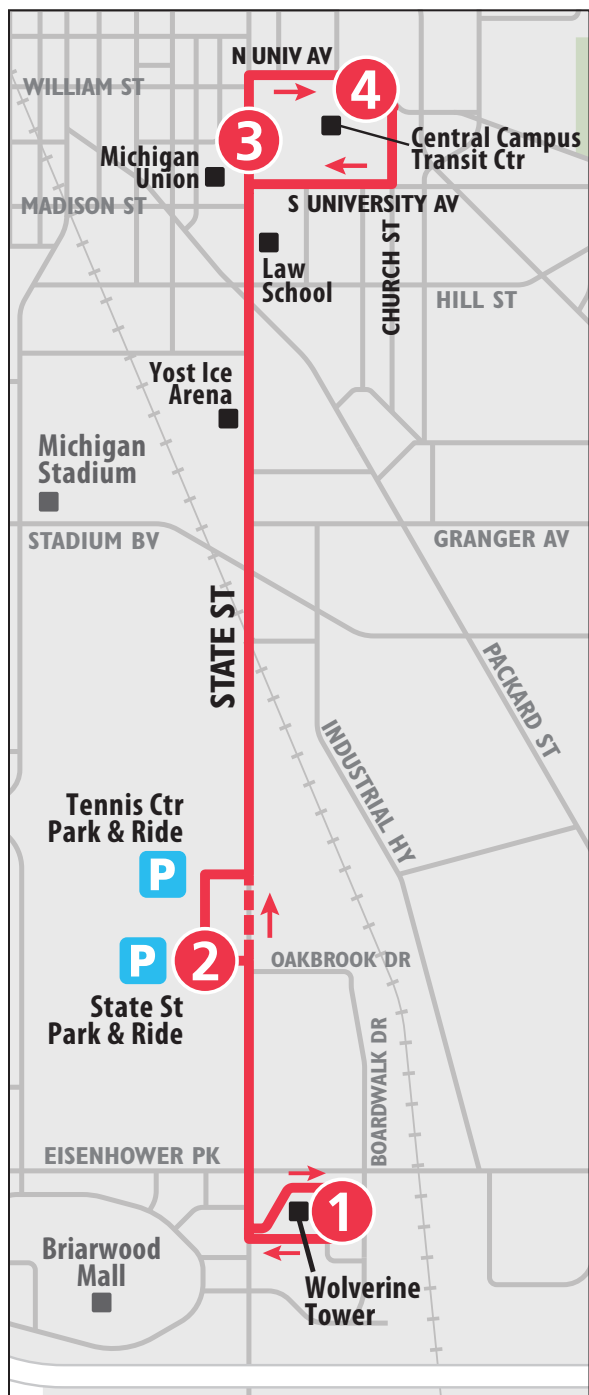 N UNIV AV
WILLIAM ST
4
3
Central Campus
Transit Ctr
Michigan
Union
MADISON ST
S UNIVERSITY AV
CHURCH ST
Law
School
HILL ST
Yost Ice
Arena
Michigan
Stadium
STADIUM BV
GRANGER AV
STATE ST
PACKARD ST
INDUSTRIAL HY
Tennis Ctr
Park & Ride
P
P
2
OAKBROOK DR
State St
Park & Ride
BOARDWALK DR
EISENHOWER PK
1
Briarwood
Mall
Wolverine
Tower